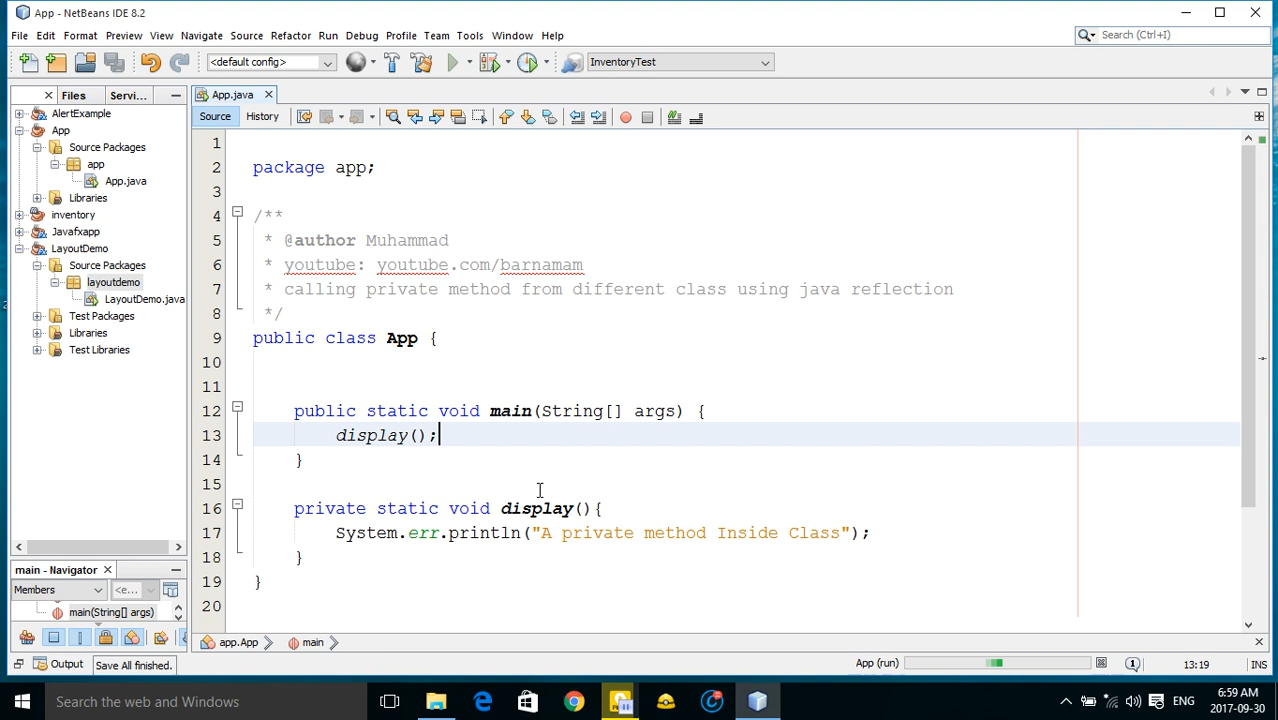 App - NetBeans IDE 8.2
File Edit Format Preview View Navigate Source Refactor Run Debug Profile Team Tools Window Help
Search (Ctrl+I)
<default config>
InventoryTest
Files Servi...
App.java
Source History
AlertExample
App
Source Packages
app
App.java
Libraries
inventory
Javafxapp
LayoutDemo
Source Packages
layoutdemo
LayoutDemo.java
Test Packages
Libraries
Test Libraries
1
2 package app;
3
4 /**
5 * @author Muhammad
6 * youtube: youtube.com/barnamam
7 * calling private method from different class using java reflection
8 */
9 public class App {
10
11
12 public static void main(String[] args) {
13 display();
14 }
15
16 private static void display(){
17 System.err.println("A private method Inside Class");
18 }
19 }
20
main - Navigator
Members <e...
main(String[] args)
app.App main
Output Save All finished.
App (run) 1 13:19 INS
Search the web and Windows
ENG 6:59 AM
2017-09-30